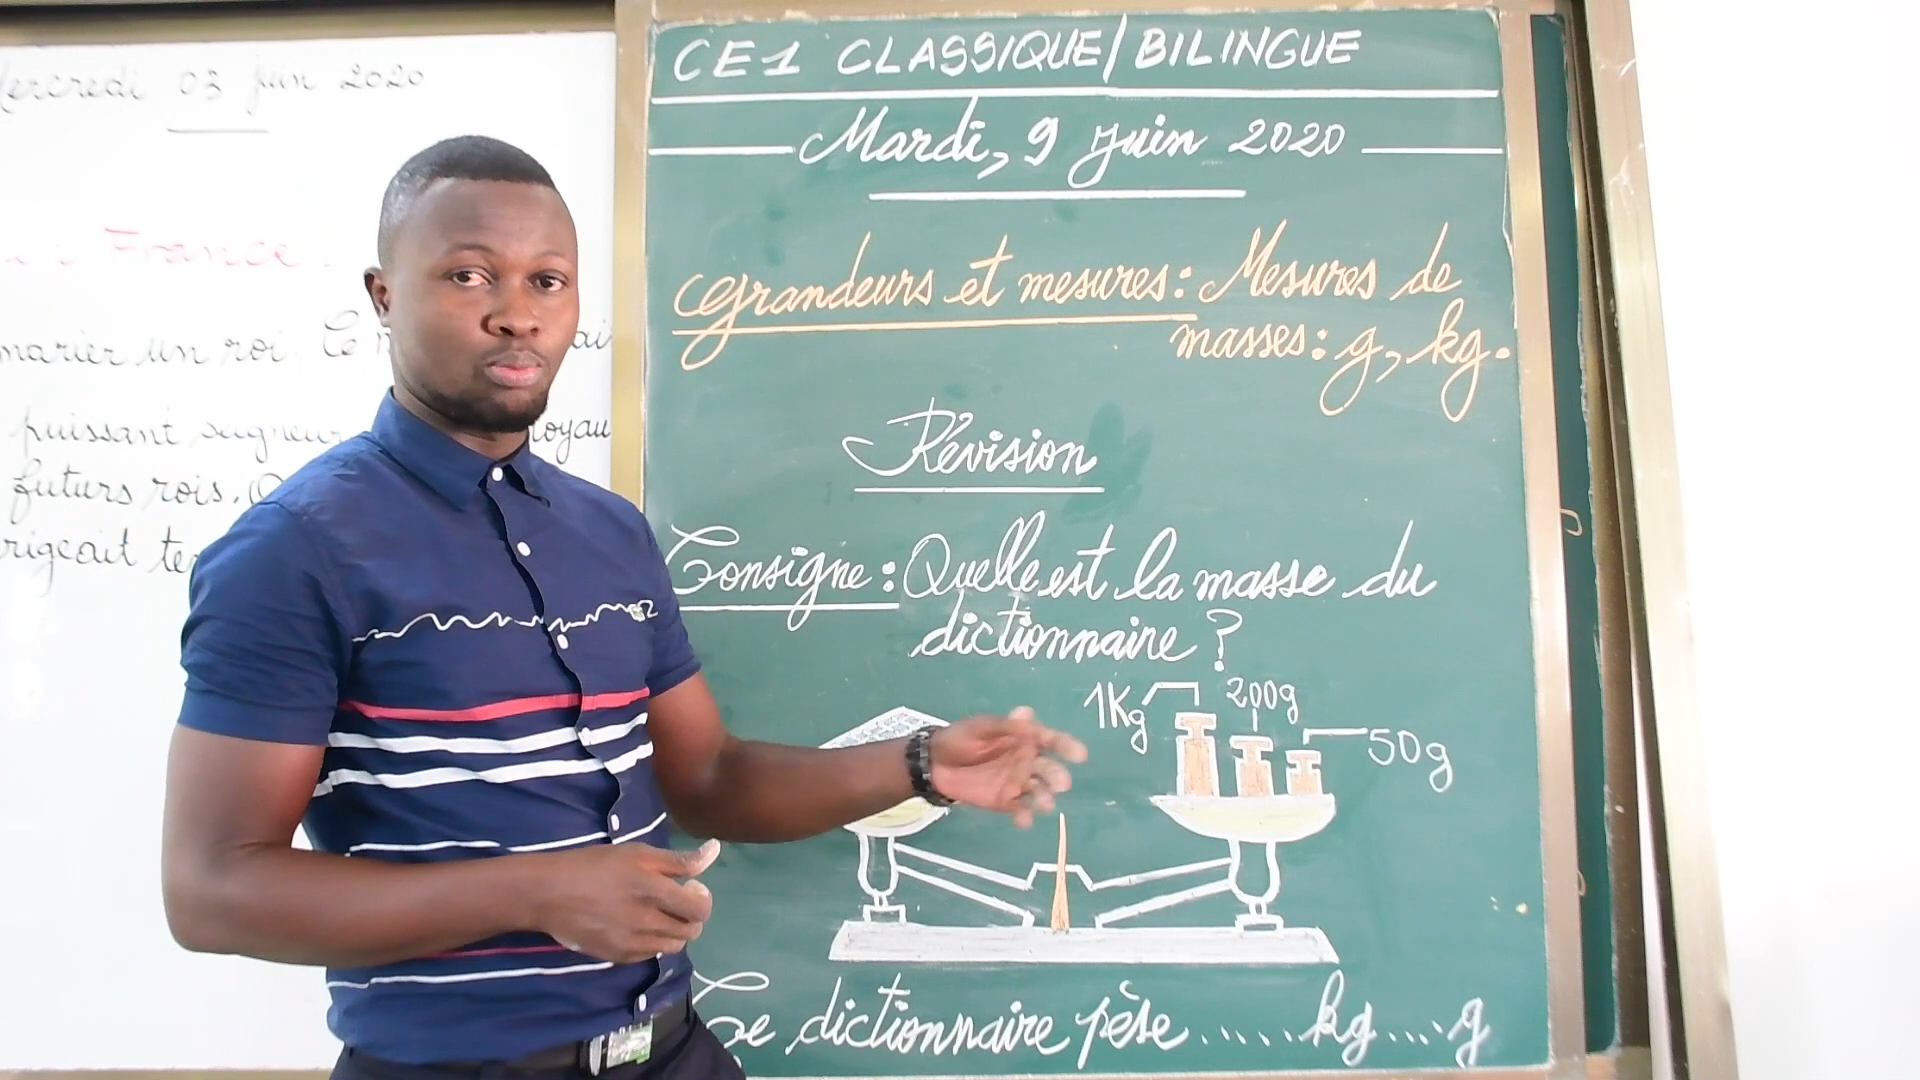 Mercredi 03 juin 2020
France.
marier un roi. Ce
puissant seigneur
futurs rois.
CE1 CLASSIQUE/BILINGUE
Mardi, 9 juin 2020
Grandeurs et mesures: Mesures de
masses: g, kg.
Révision
Consigne: Quelle est la masse du
dictionnaire ?
1Kg 200g
50g
Le dictionnaire pèse ..... kg .... g